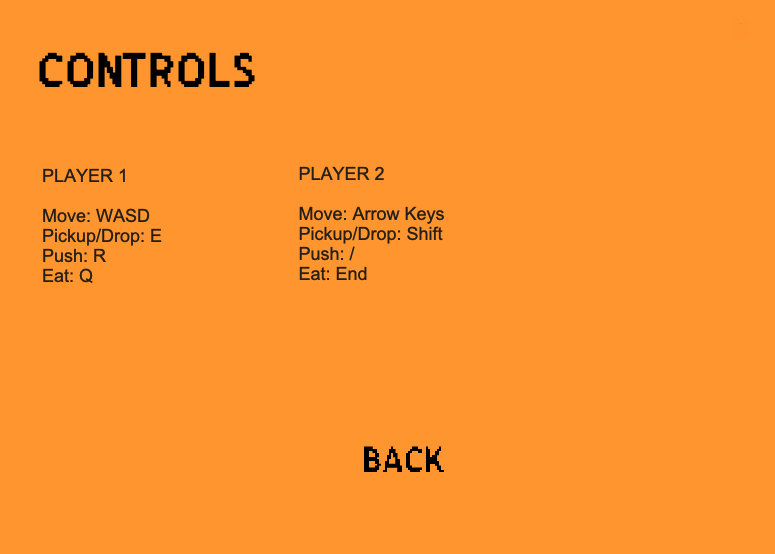 CONTROLS
PLAYER 1
Move: WASD
Pickup/Drop: E
Push: R
Eat: Q
PLAYER 2
Move: Arrow Keys
Pickup/Drop: Shift
Push: /
Eat: End
BACK